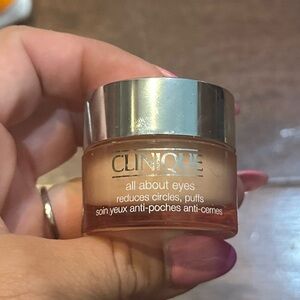 CLINIQUE
all about eyes
reduces circles, puffs
soin yeux anti-poches anti-cernes